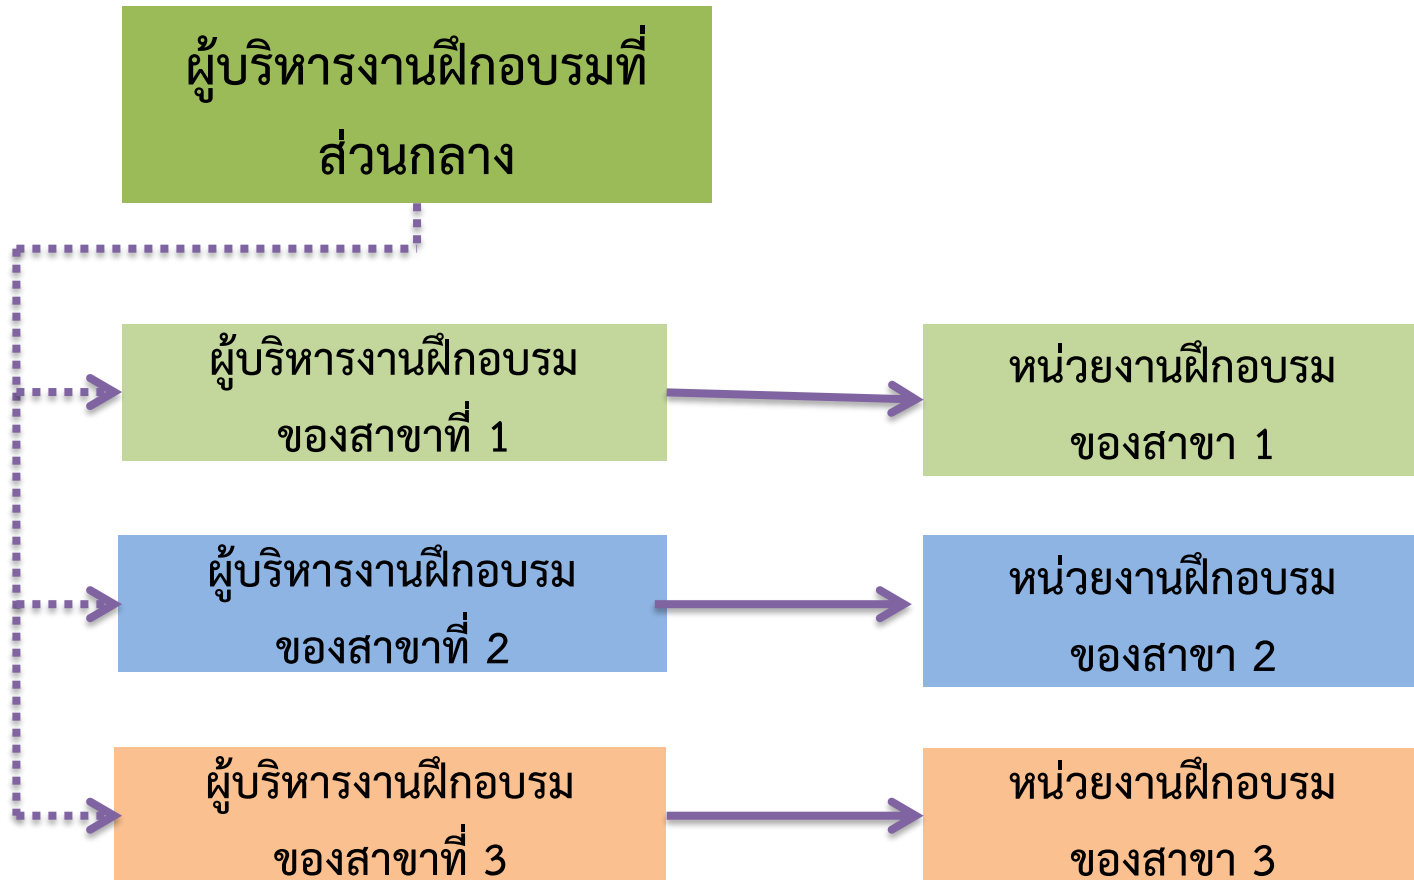 ผู้บริหารงานฝึกอบรมที่
ส่วนกลาง
ผู้บริหารงานฝึกอบรม
ของสาขาที่ 1
หน่วยงานฝึกอบรม
ของสาขา 1
ผู้บริหารงานฝึกอบรม
ของสาขาที่ 2
หน่วยงานฝึกอบรม
ของสาขา 2
ผู้บริหารงานฝึกอบรม
ของสาขาที่ 3
หน่วยงานฝึกอบรม
ของสาขา 3